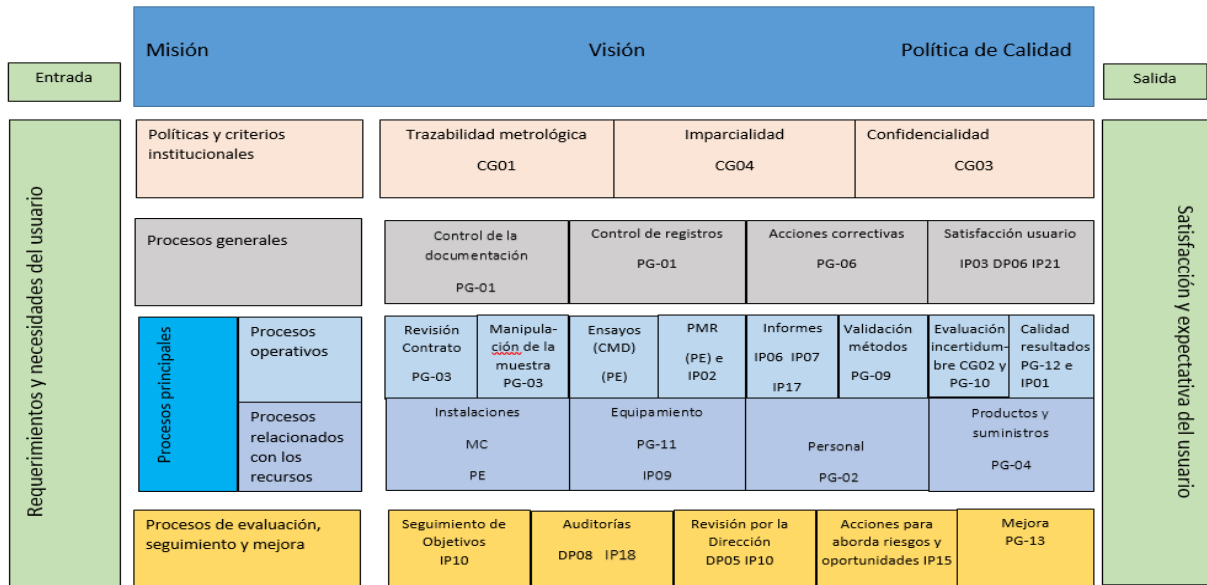 Misión
Visión
Política de Calidad
Entrada
Salida
Requerimientos y necesidades del usuario
Satisfacción y expectativa del usuario
Políticas y criterios
institucionales
Trazabilidad metrológica
CG01
Imparcialidad
CG04
Confidencialidad
CG03
Procesos generales
Control de la
documentación
PG-01
Control de registros
PG-01
Acciones correctivas
PG-06
Satisfacción usuario
IP03 DP06 IP21
Procesos principales
Procesos
operativos
Revisión
Contrato
PG-03
Manipula-
ción de la
muestra
PG-03
Ensayos
(CMD)
(PE)
PMR
(PE) e
IP02
Informes
IP06 IP07
IP17
Validación
métodos
PG-09
Evaluación
incertidum-
bre CG02 y
PG-10
Calidad
resultados
PG-12 e
IP01
Procesos
relacionados
con los
recursos
Instalaciones
MC
PE
Equipamiento
PG-11
IP09
Personal
PG-02
Productos y
suministros
PG-04
Procesos de evaluación,
seguimiento y mejora
Seguimiento de
Objetivos
IP10
Auditorías
DP08 IP18
Revisión por la
Dirección
DP05 IP10
Acciones para
aborda riesgos y
oportunidades IP15
Mejora
PG-13